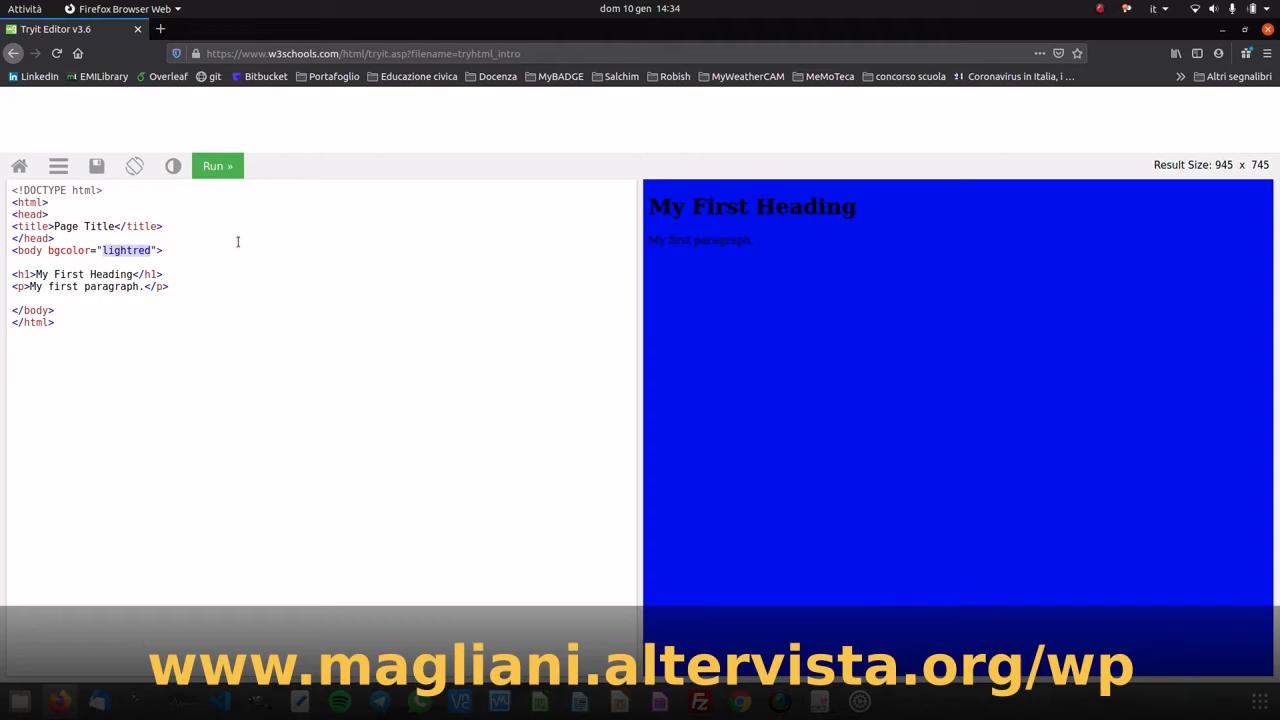 Attività
Firefox Browser Web
dom 10 gen 14:34
it
Tryit Editor v3.6
https://www.w3schools.com/html/tryit.asp?filename=tryhtml_intro
LinkedIn
EMILibrary
Overleaf
git
Bitbucket
Portafoglio
Educazione civica
Docenza
MyBADGE
Salchim
Robish
MyWeatherCAM
MeMoTeca
concorso scuola
Coronavirus in Italia, i …
Altri segnalibri
Run »
Result Size: 945 x 745
<!DOCTYPE html>
<html>
<head>
<title>Page Title</title>
</head>
<body bgcolor="lightred">
<h1>My First Heading</h1>
<p>My first paragraph.</p>
</body>
</html>
My First Heading
My first paragraph.
www.magliani.altervista.org/wp